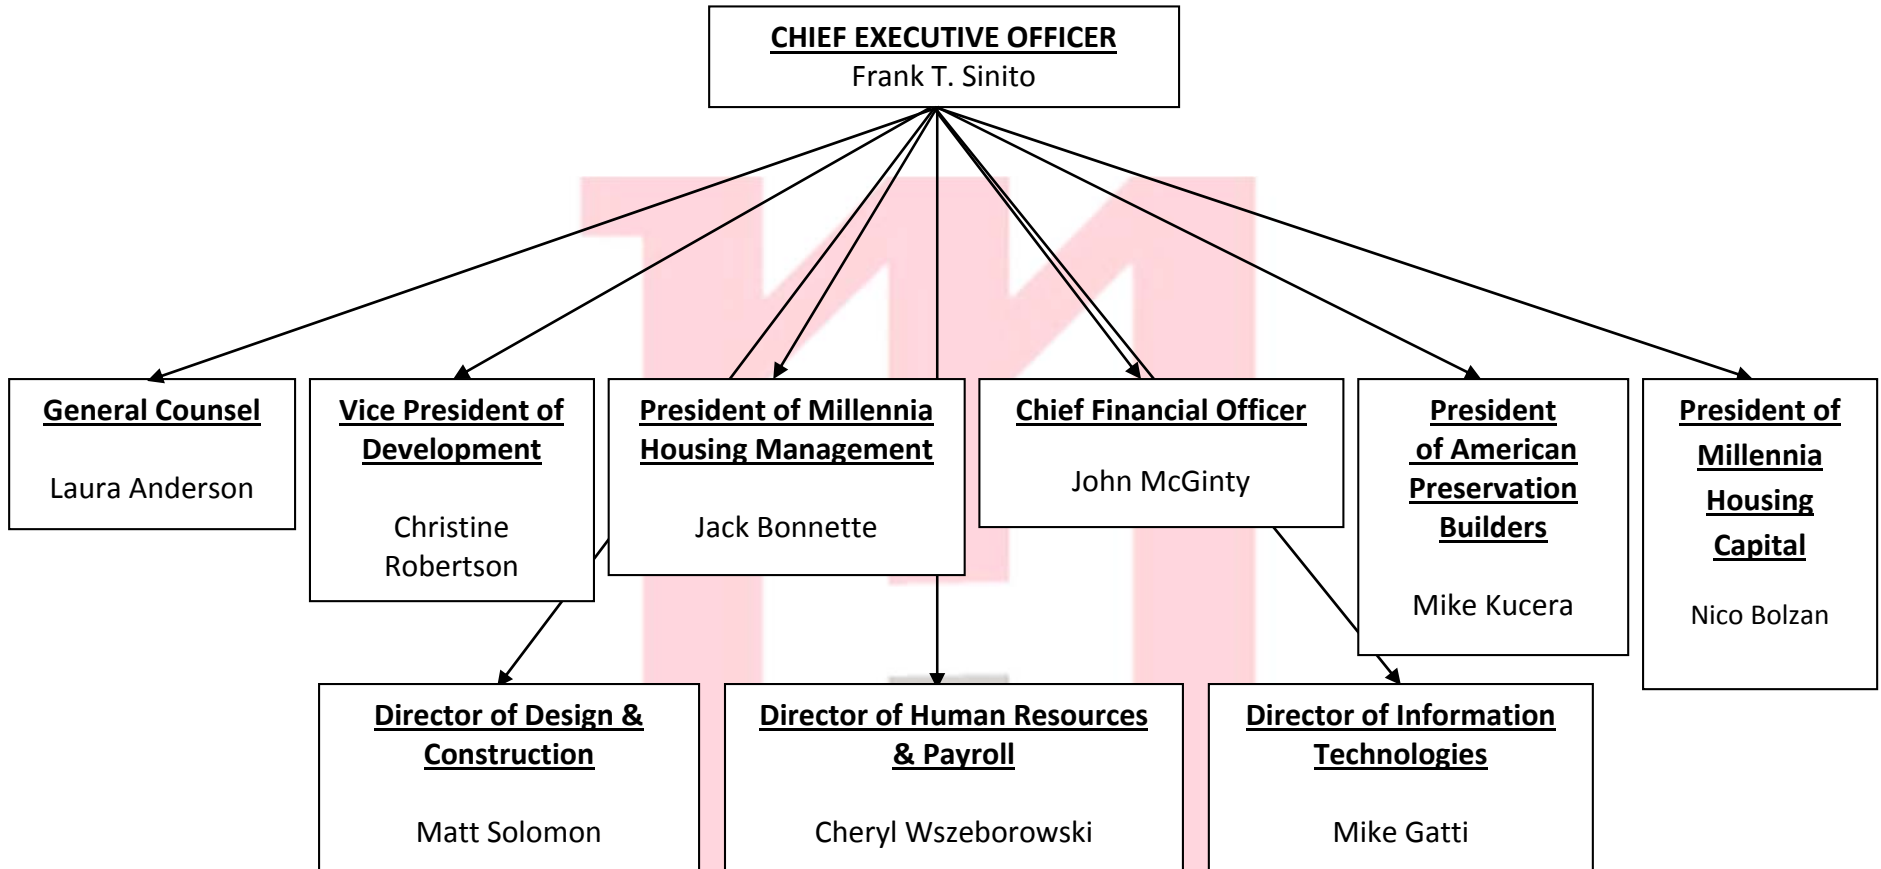 CHIEF EXECUTIVE OFFICER
Frank T. Sinito
General Counsel
Laura Anderson
Vice President of
Development
Christine
Robertson
President of Millennia
Housing Management
Jack Bonnette
Chief Financial Officer
John McGinty
President
of American
Preservation
Builders
Mike Kucera
President of
Millennia
Housing
Capital
Nico Bolzan
Director of Design &
Construction
Matt Solomon
Director of Human Resources
& Payroll
Cheryl Wszeborowski
Director of Information
Technologies
Mike Gatti